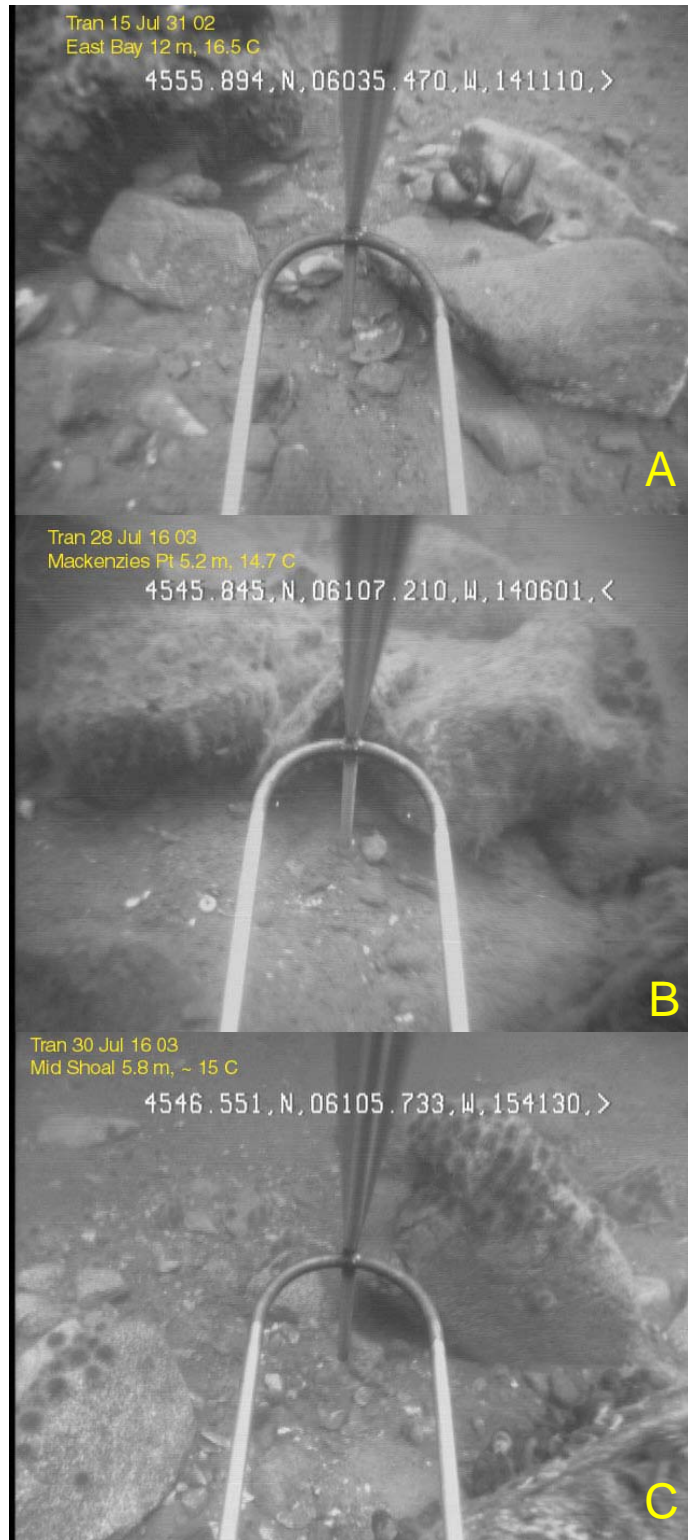 Tran 15 Jul 31 02
East Bay 12 m, 16.5 C
4555.894,N,06035.470,W,141110,>
A
Tran 28 Jul 16 03
Mackenzies Pt 5.2 m, 14.7 C
4545.845,N,06107.210,W,140601,<
B
Tran 30 Jul 16 03
Mid Shoal 5.8 m, ~ 15 C
4546.551,N,06105.733,W,154130,>
C